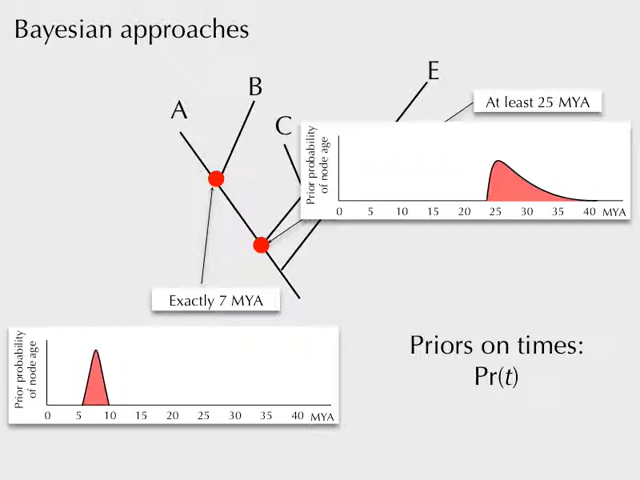 Bayesian approaches
E
B
A
C
At least 25 MYA
Prior probability
of node age
0 5 10 15 20 25 30 35 40 MYA
Exactly 7 MYA
Prior probability
of node age
0 5 10 15 20 25 30 35 40 MYA
Priors on times:
Pr(t)